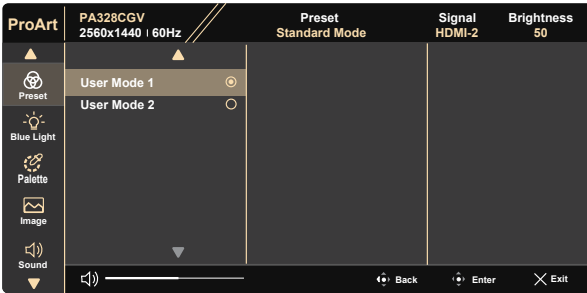 ProArt
PA328CGV
2560x1440 | 60Hz
Preset
Standard Mode
Signal
HDMI-2
Brightness
50
Preset
Blue Light
Palette
Image
Sound
User Mode 1
User Mode 2
Back
Enter
Exit